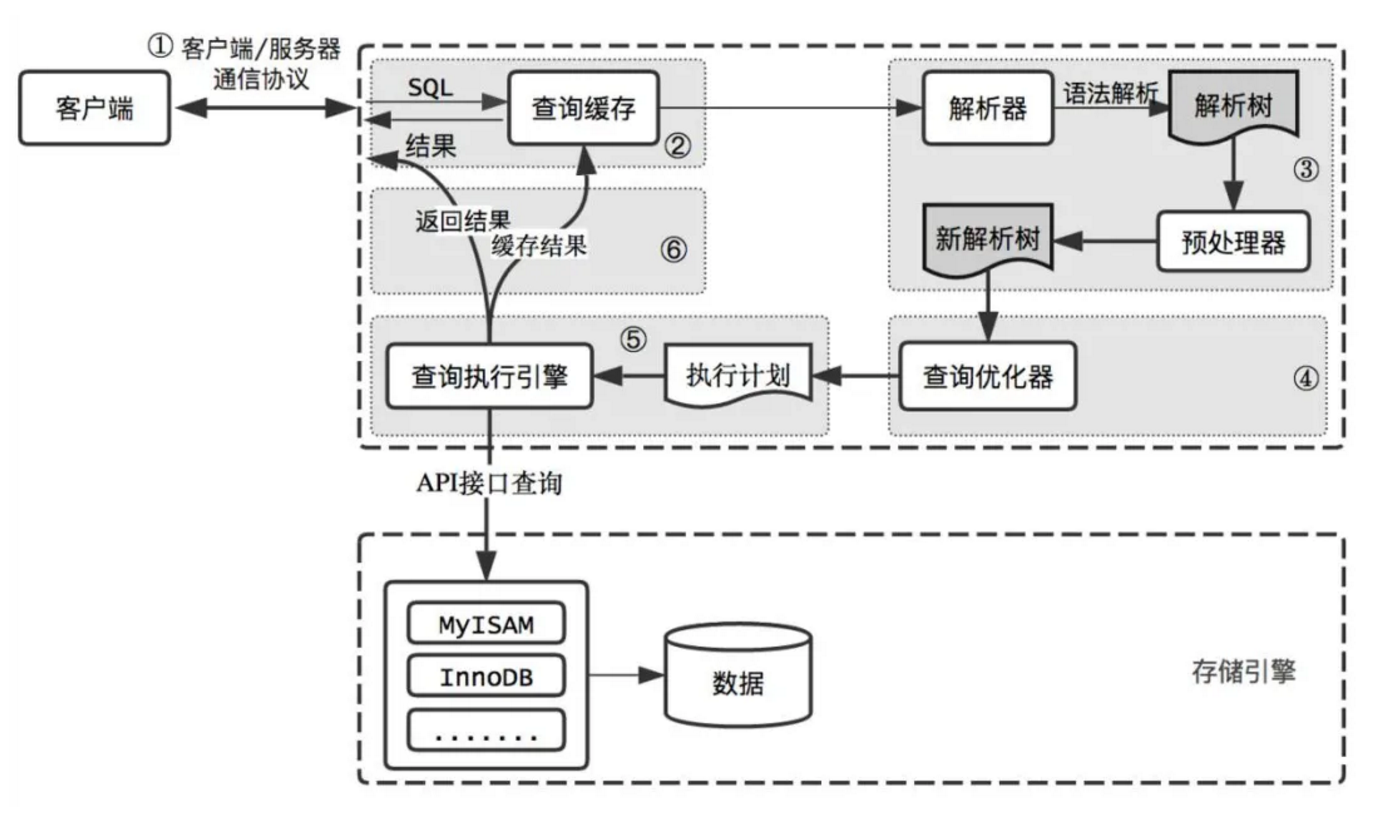 ① 客户端/服务器
通信协议
客户端
SQL
查询缓存
结果
②
解析器
语法解析
解析树
③
预处理器
新解析树
返回结果
缓存结果
⑥
⑤
查询执行引擎
执行计划
查询优化器
④
API接口查询
MyISAM
InnoDB
.......
数据
存储引擎